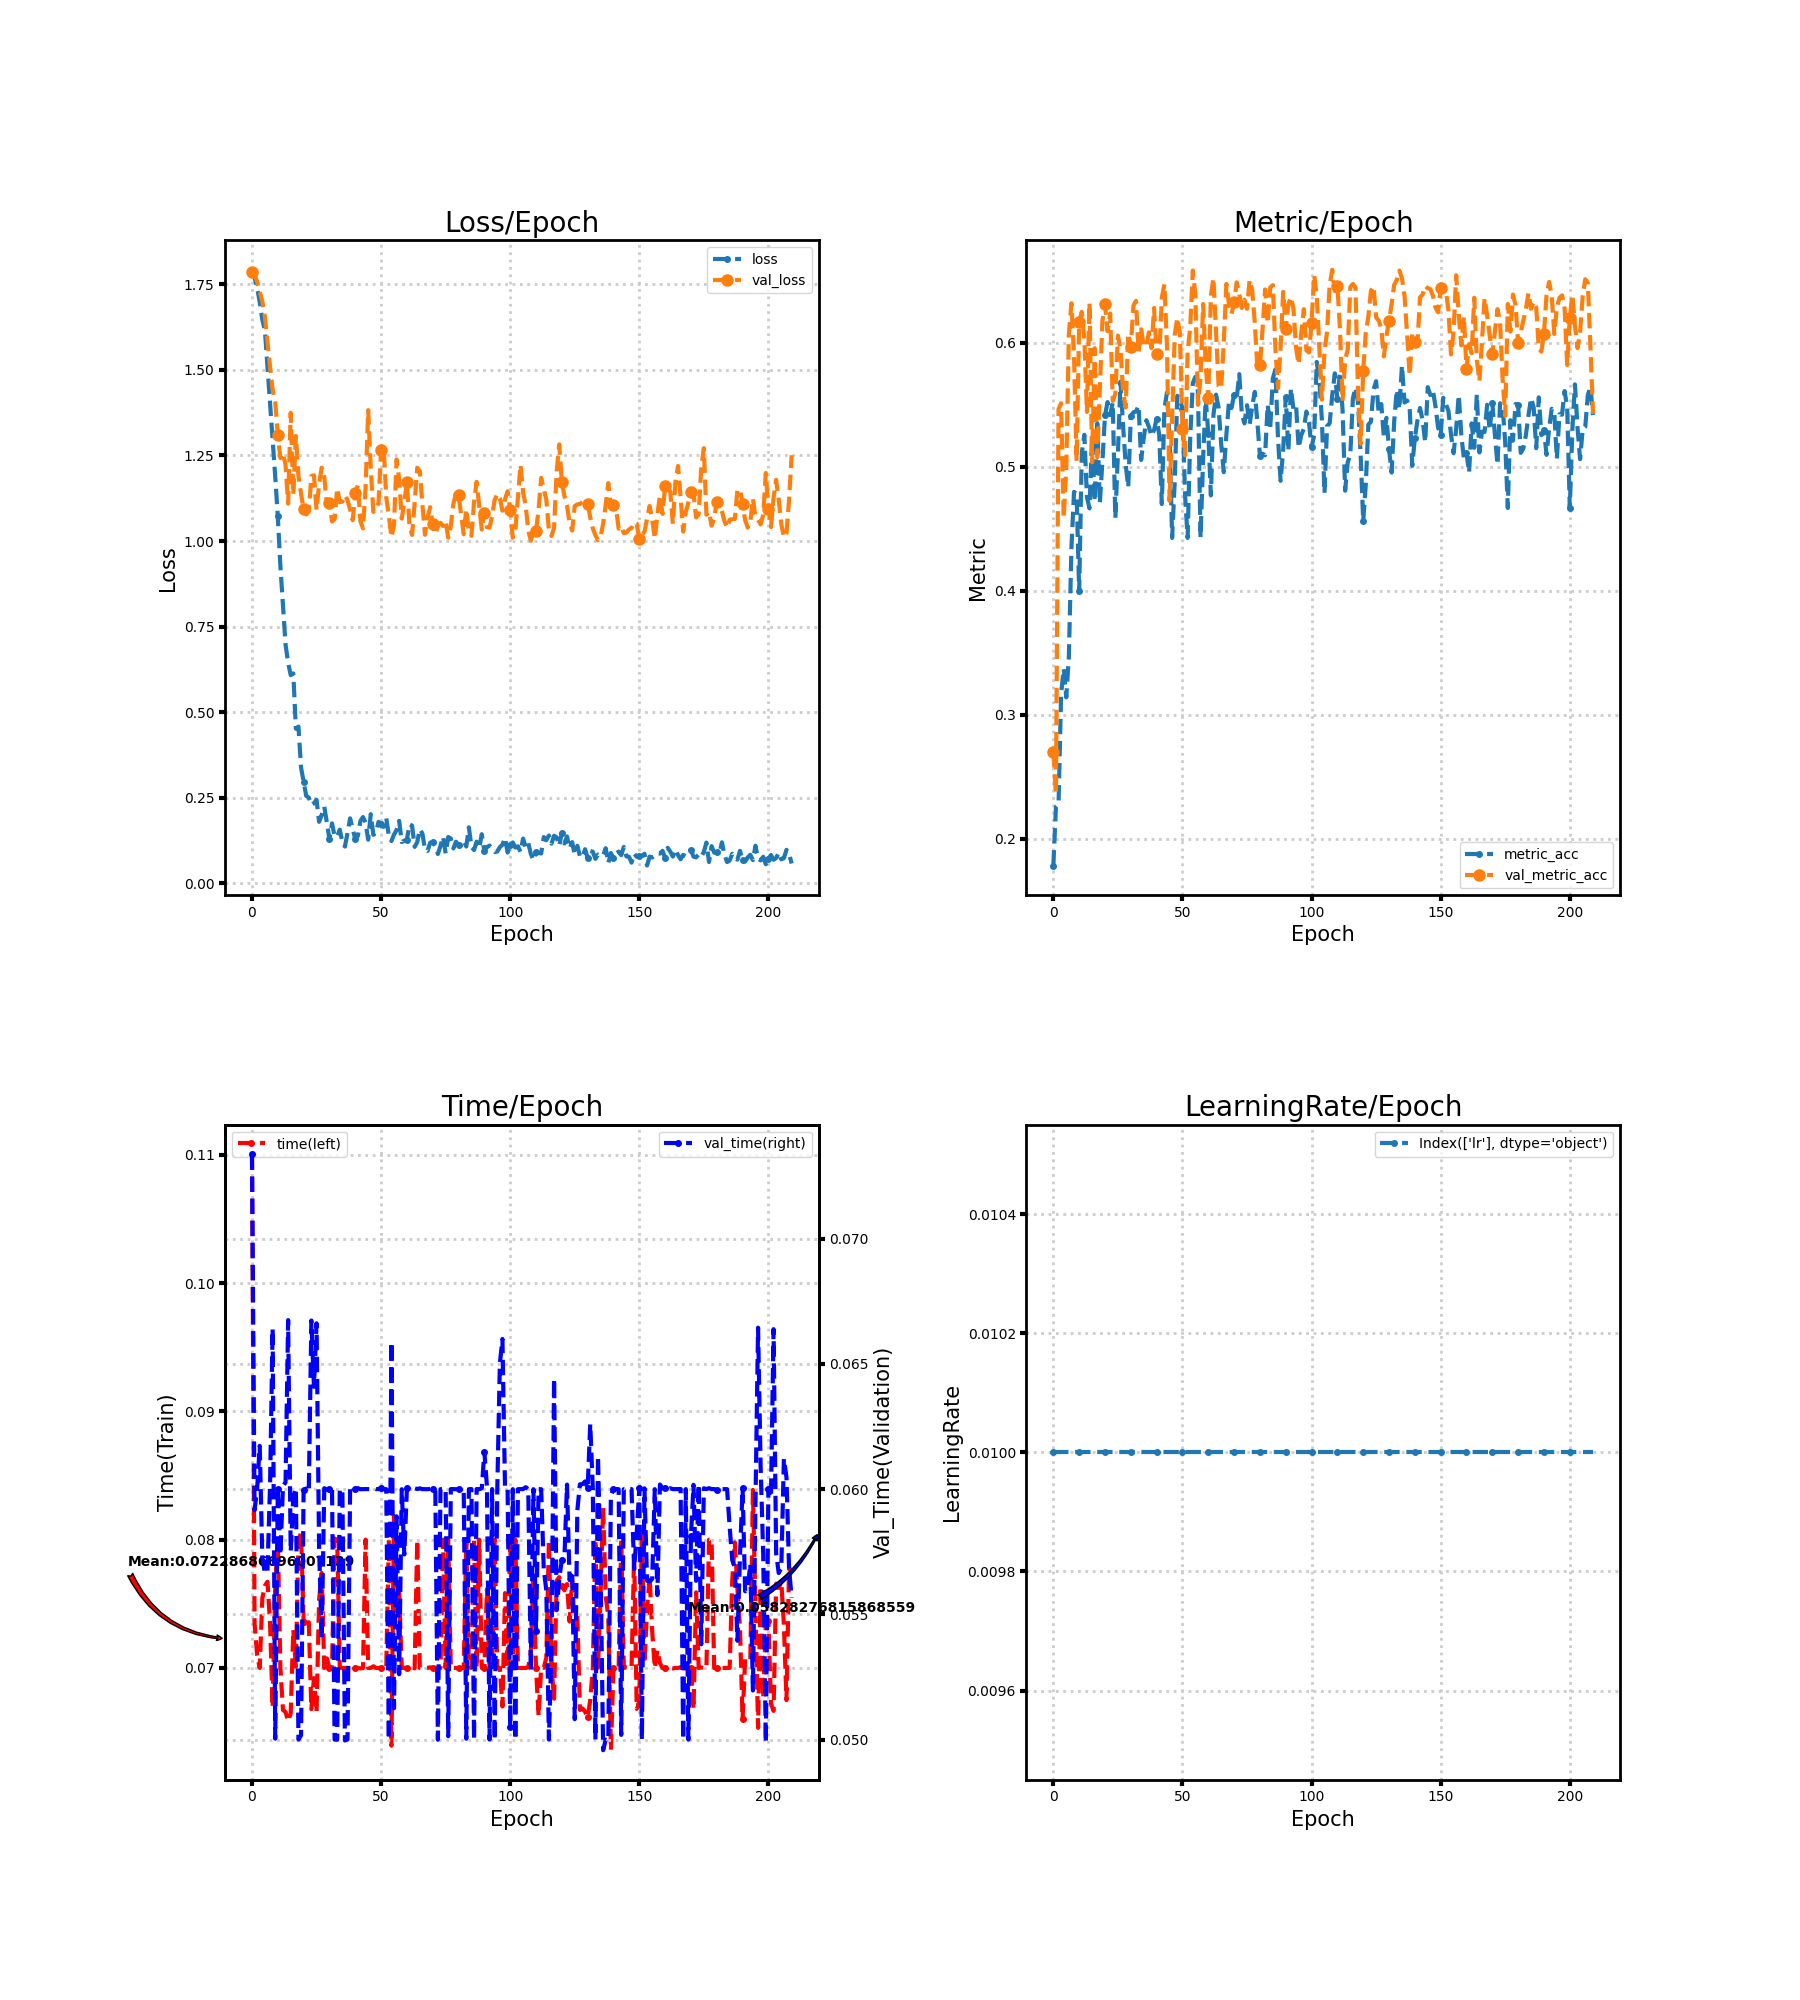 Loss/Epoch
loss
val_loss
1.75
1.50
1.25
1.00
0.75
0.50
0.25
0.00
Loss
0
50
100
150
200
Epoch
Metric/Epoch
0.6
0.5
0.4
0.3
0.2
Metric
metric_acc
val_metric_acc
0
50
100
150
200
Epoch
Time/Epoch
time(left)
val_time(right)
0.11
0.10
0.09
0.08
0.07
Time(Train)
0.070
0.065
0.060
0.055
0.050
Val_Time(Validation)
Mean:0.05828276815868559
0
50
100
150
200
Epoch
LearningRate/Epoch
Index(['lr'], dtype='object')
0.0104
0.0102
0.0100
0.0098
0.0096
LearningRate
0
50
100
150
200
Epoch